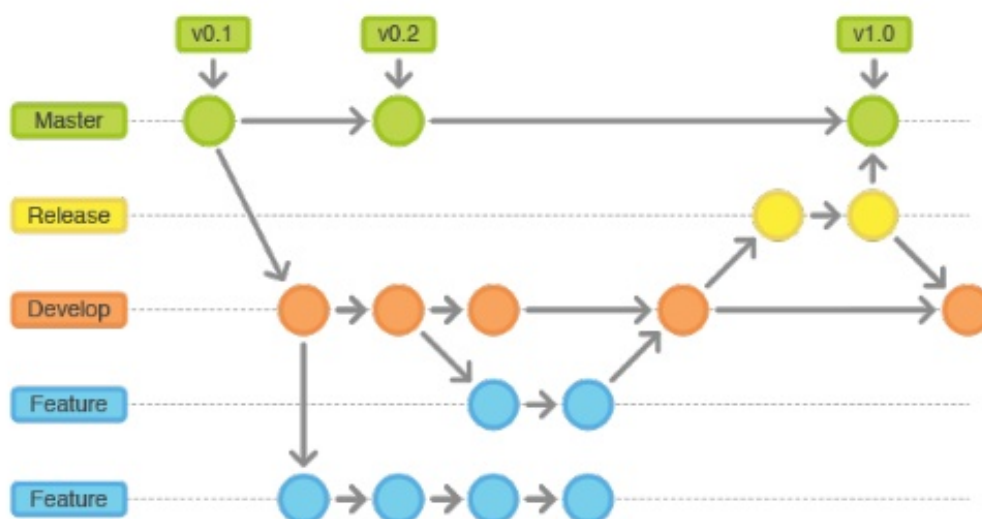 v0.1
v0.2
v1.0
Master
Release
Develop
Feature
Feature